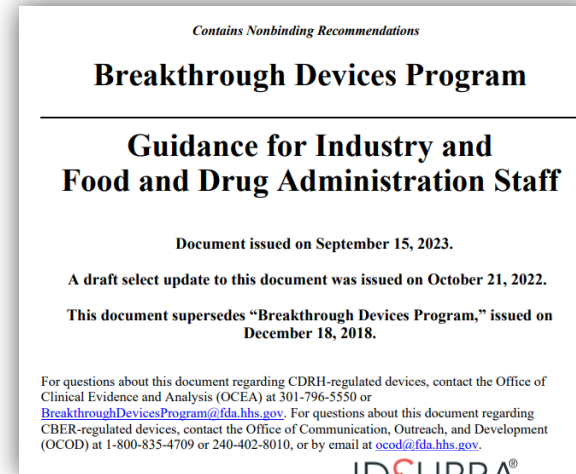 Contains Nonbinding Recommendations
Breakthrough Devices Program
Guidance for Industry and
Food and Drug Administration Staff
Document issued on September 15, 2023.
A draft select update to this document was issued on October 21, 2022.
This document supersedes “Breakthrough Devices Program,” issued on
December 18, 2018.
For questions about this document regarding CDRH-regulated devices, contact the Office of
Clinical Evidence and Analysis (OCEA) at 301-796-5550 or
BreakthroughDevicesProgram@fda.hhs.gov. For questions about this document regarding
CBER-regulated devices, contact the Office of Communication, Outreach, and Development
(OCOD) at 1-800-835-4709 or 240-402-8010, or by email at ocod@fda.hhs.gov.